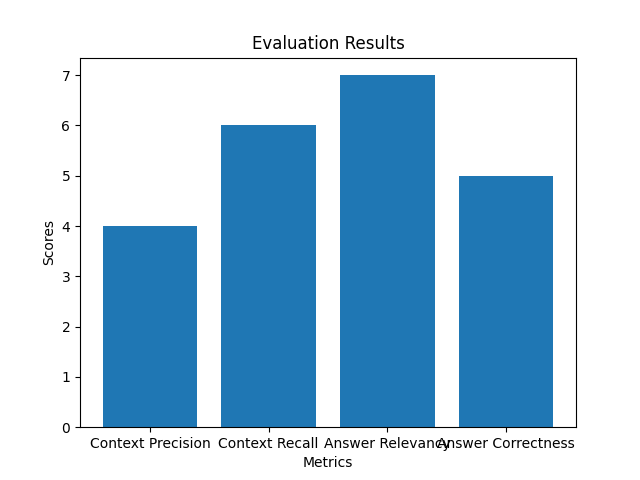 Evaluation Results
Scores
7
6
5
4
3
2
1
0
Context Precision
Context Recall
Answer Relevancy
Answer Correctness
Metrics